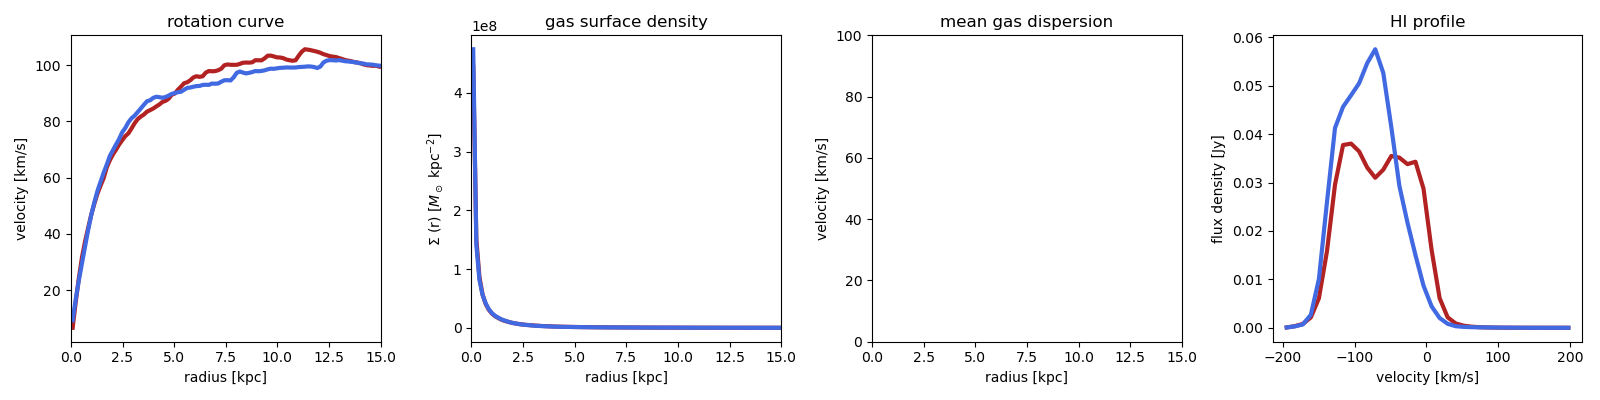 rotation curve
velocity [km/s]
100
80
60
40
20
0.0 2.5 5.0 7.5 10.0 12.5 15.0
radius [kpc]
gas surface density
1e8
Σ (r) [M⊙ kpc⁻²]
4
3
2
1
0
0.0 2.5 5.0 7.5 10.0 12.5 15.0
radius [kpc]
mean gas dispersion
velocity [km/s]
100
80
60
40
20
0
0.0 2.5 5.0 7.5 10.0 12.5 15.0
radius [kpc]
HI profile
flux density [Jy]
0.06
0.05
0.04
0.03
0.02
0.01
0.00
−200 −100 0 100 200
velocity [km/s]